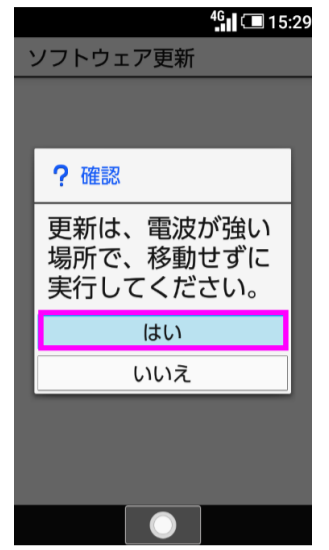 4G 15:29
ソフトウェア更新
? 確認
更新は、電波が強い
場所で、移動せずに
実行してください。
はい
いいえ